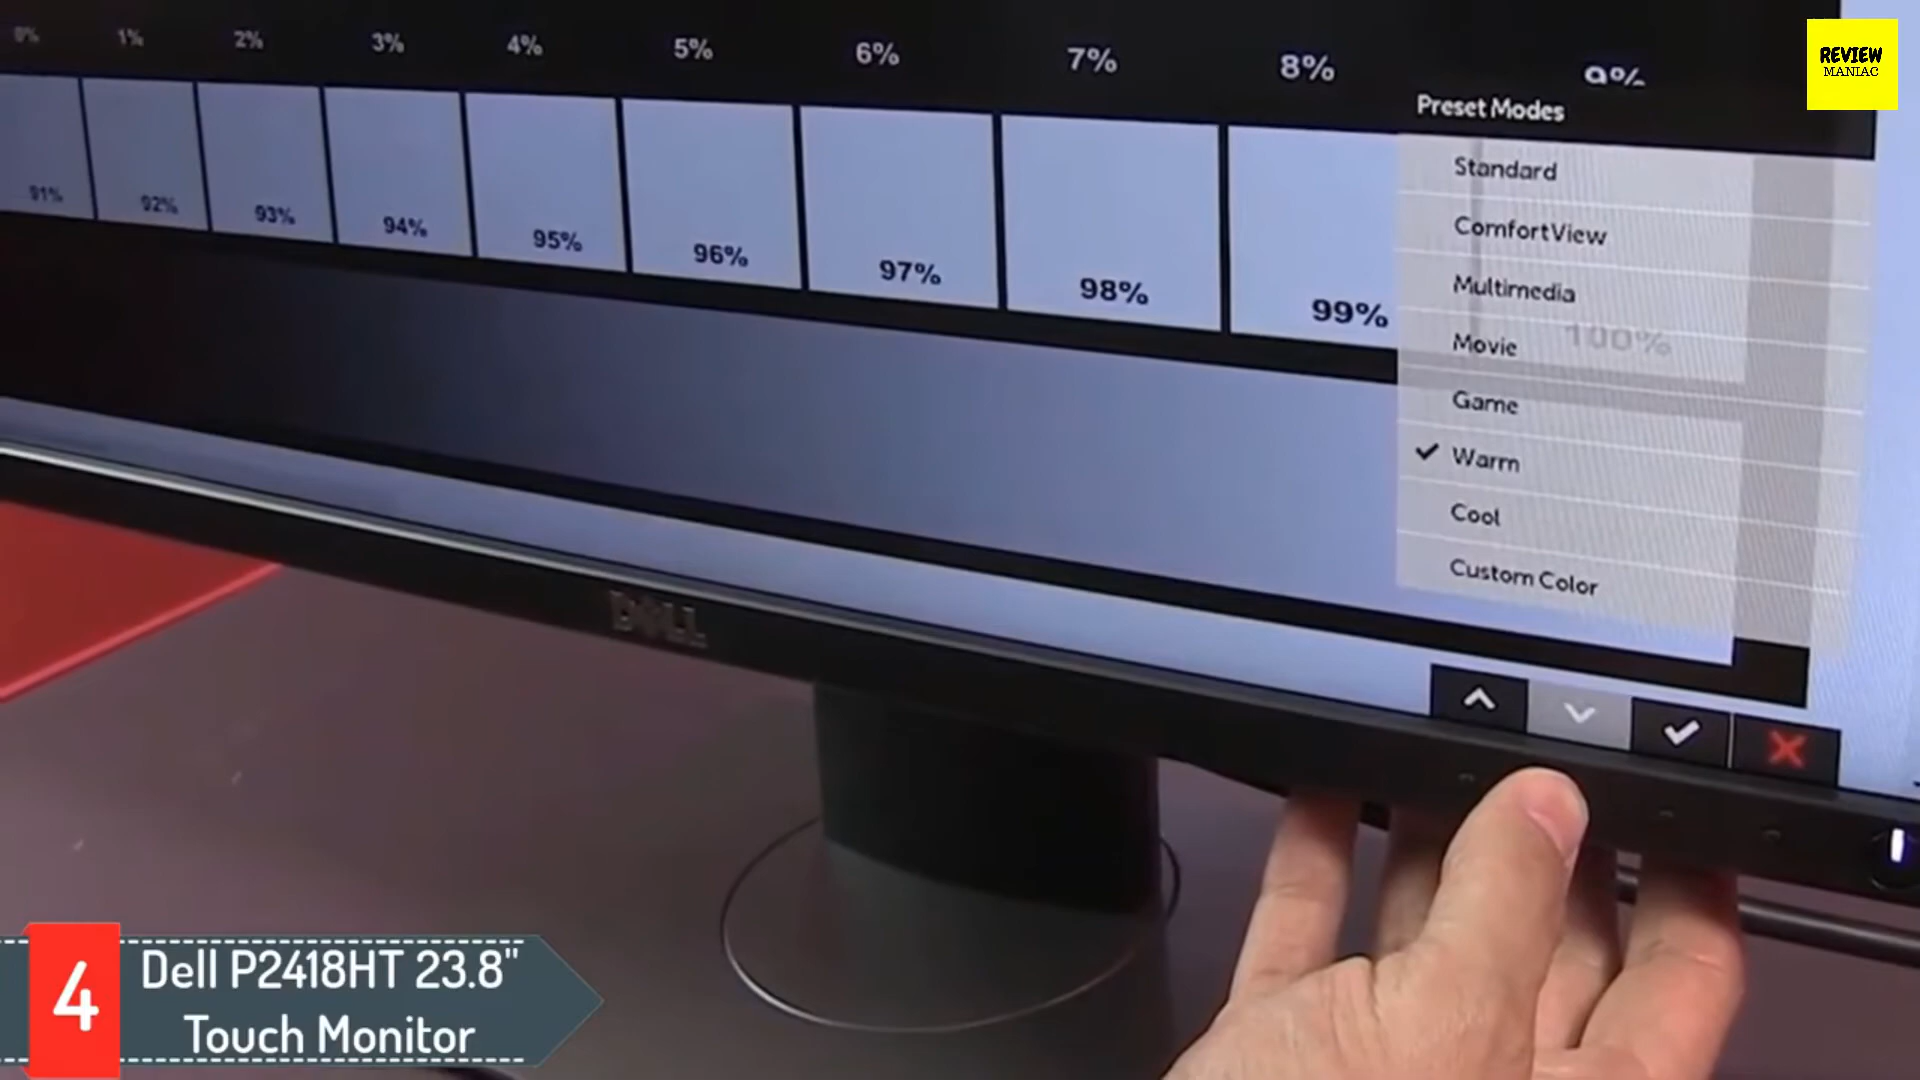 0% 1% 2% 3% 4% 5% 6% 7% 8% 9%
REVIEW
MANIAC
91% 92% 93% 94% 95% 96% 97% 98% 99% 100%
Preset Modes
Standard
ComfortView
Multimedia
Movie
Game
Warm
Cool
Custom Color
DELL
4
Dell P2418HT 23.8"
Touch Monitor